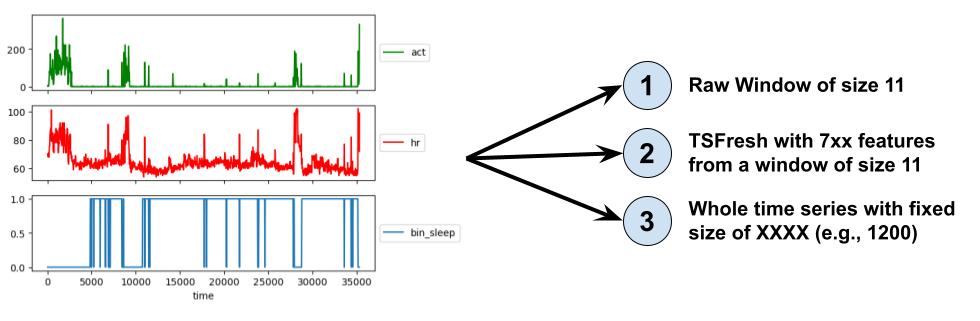 200
0
act
100
80
60
hr
1.0
0.5
0.0
bin_sleep
0 5000 10000 15000 20000 25000 30000 35000
time
1 Raw Window of size 11
2 TSFresh with 7xx features
from a window of size 11
3 Whole time series with fixed
size of XXXX (e.g., 1200)